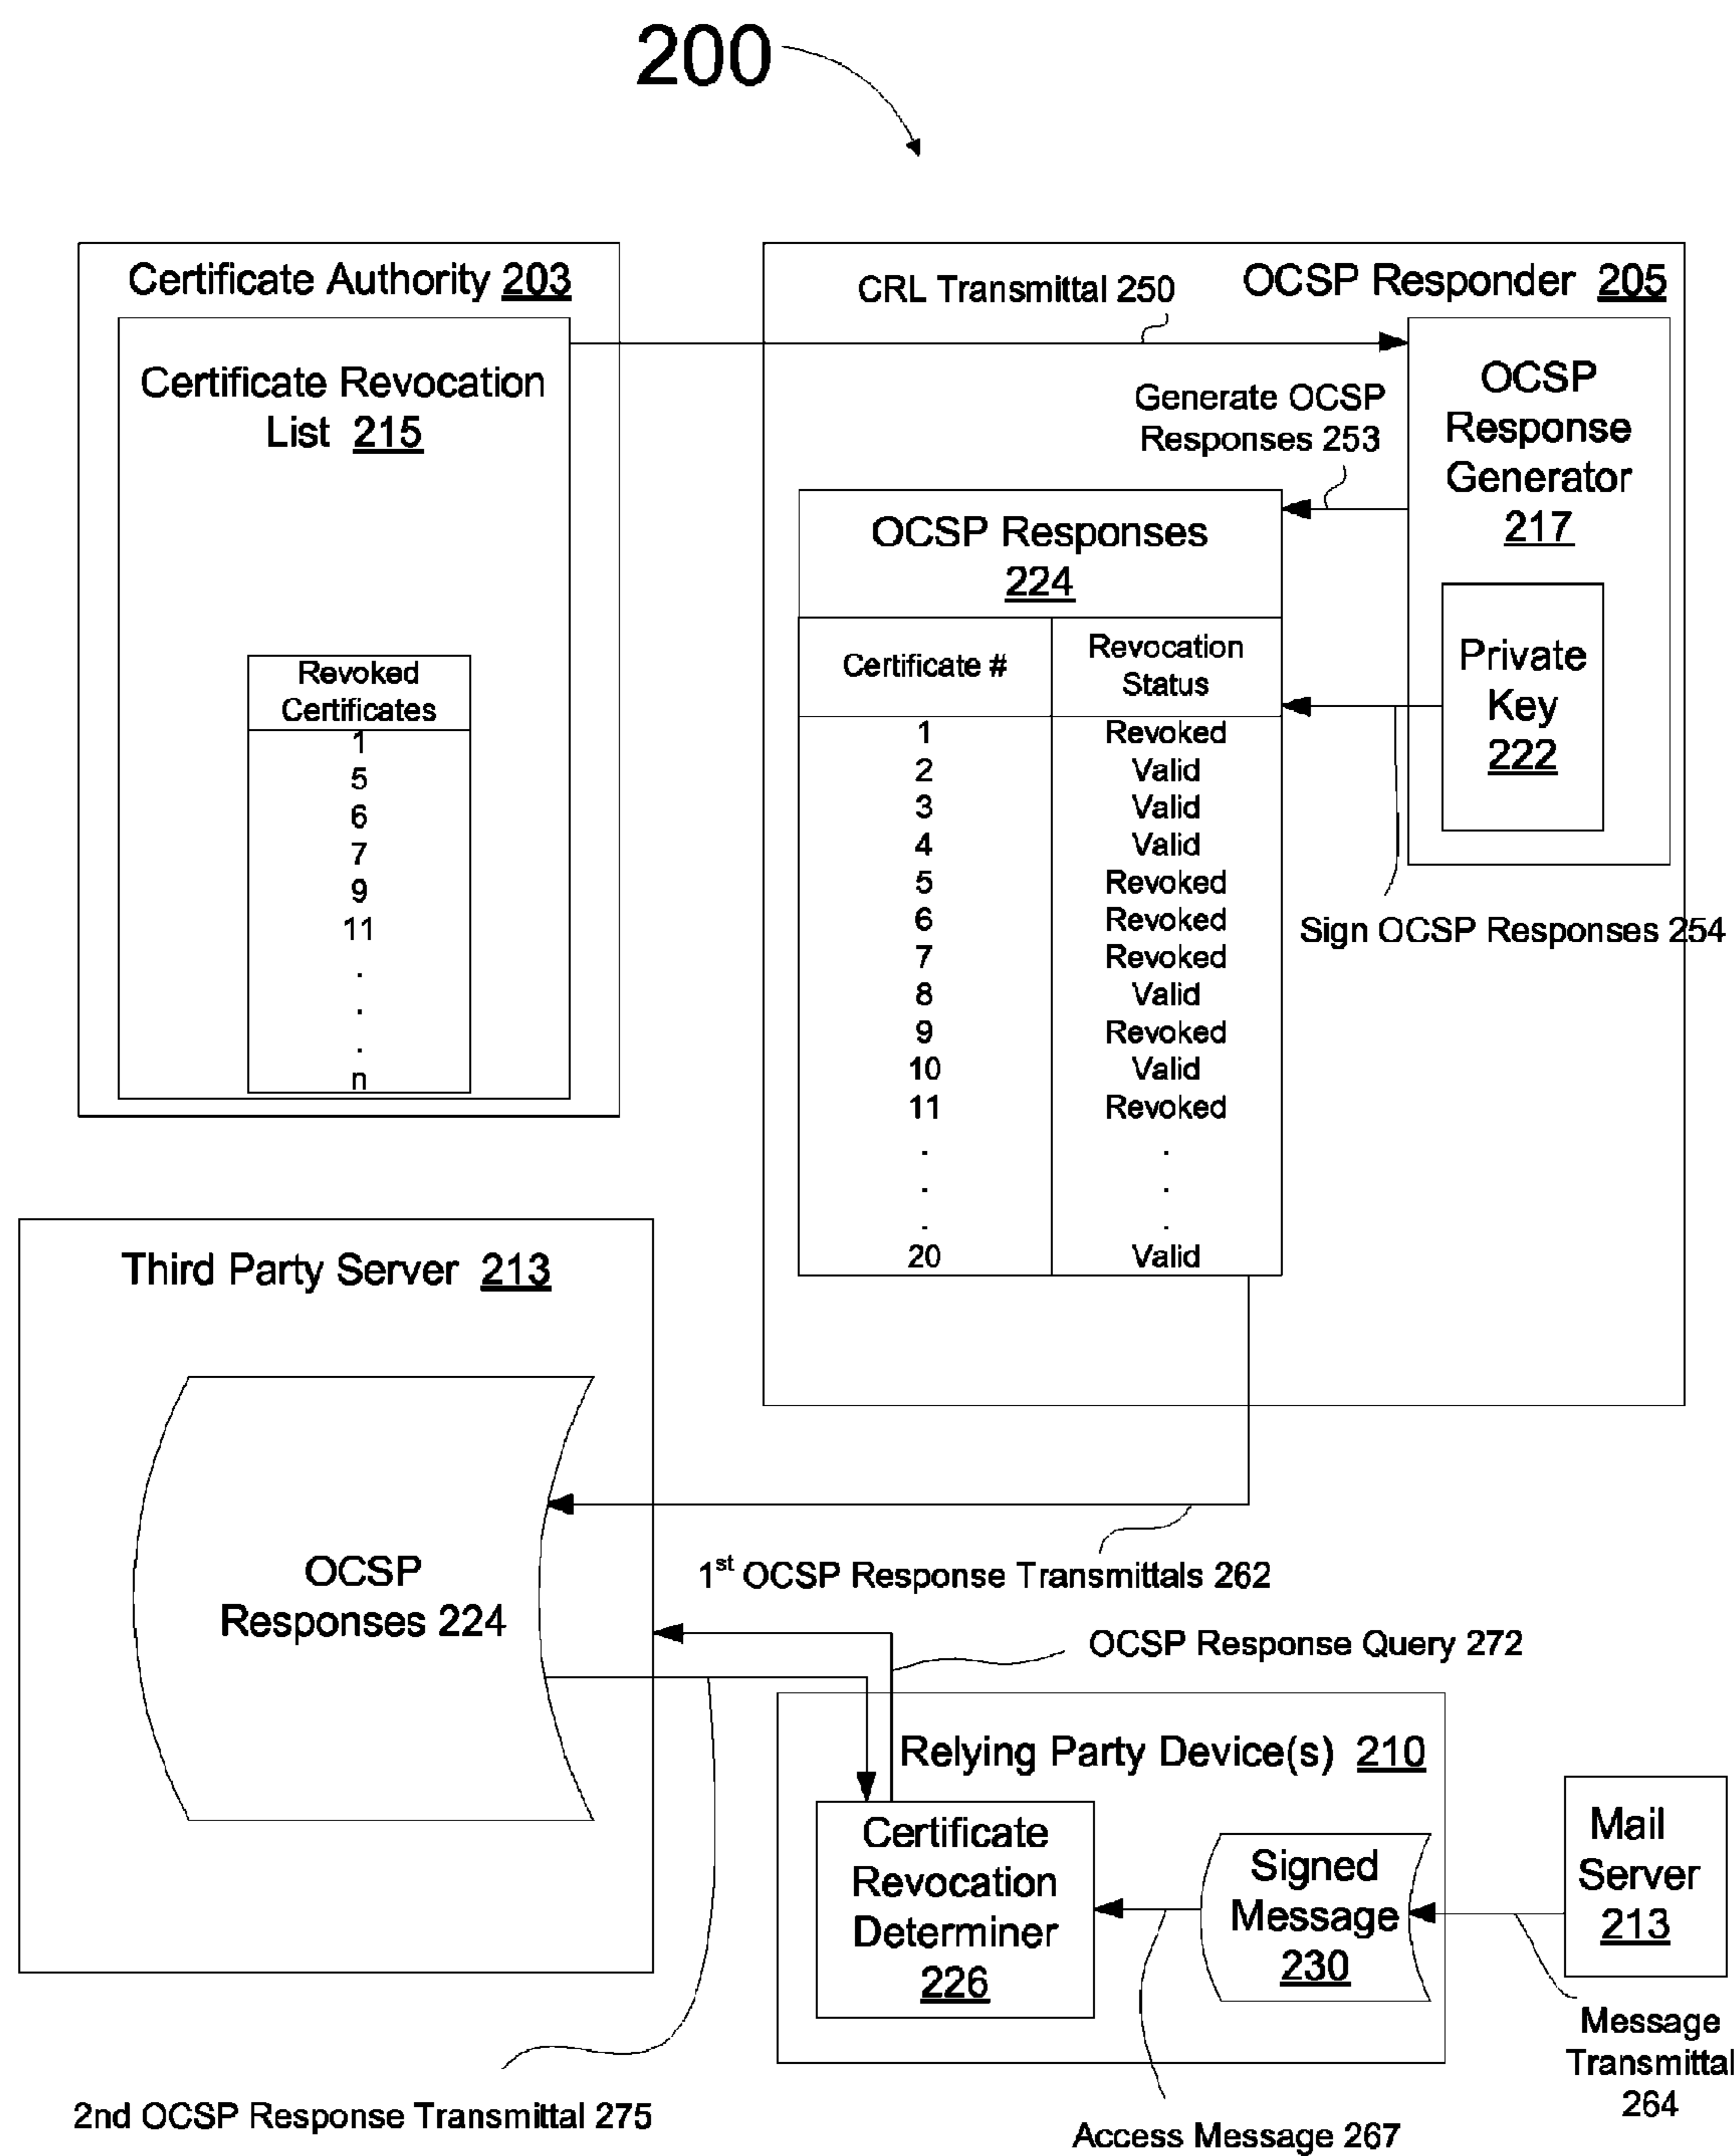 200
Certificate Authority 203
Certificate Revocation
List 215
Revoked
Certificates
1
5
6
7
9
11
.
.
.
n
CRL Transmittal 250
OCSP Responder 205
OCSP
Response
Generator
217
Generate OCSP
Responses 253
Private
Key
222
OCSP Responses
224
Certificate # Revocation Status
1 Revoked
2 Valid
3 Valid
4 Valid
5 Revoked
6 Revoked
7 Revoked
8 Valid
9 Revoked
10 Valid
11 Revoked
. .
. .
. .
20 Valid
Sign OCSP Responses 254
Third Party Server 213
OCSP
Responses 224
1st OCSP Response Transmittals 262
OCSP Response Query 272
Relying Party Device(s) 210
Certificate
Revocation
Determiner
226
Signed
Message
230
Mail
Server
213
Message
Transmittal
264
2nd OCSP Response Transmittal 275
Access Message 267